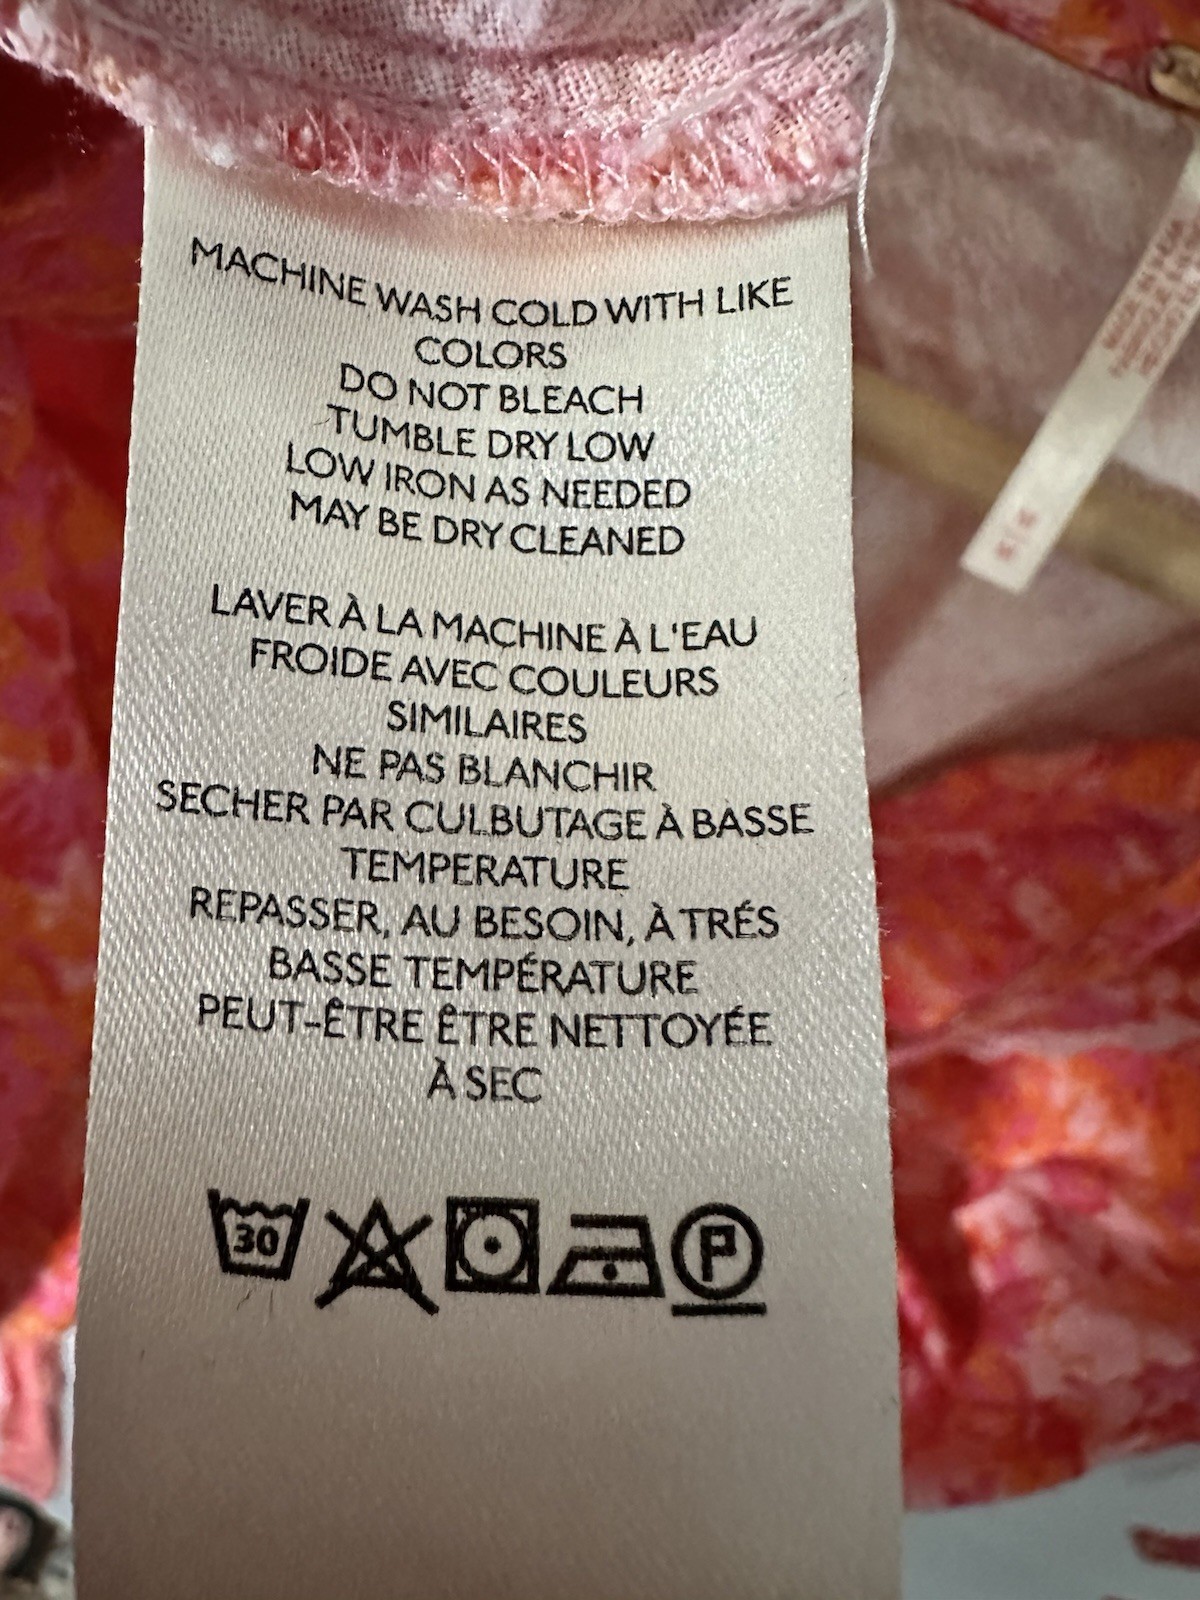 MACHINE WASH COLD WITH LIKE
COLORS
DO NOT BLEACH
TUMBLE DRY LOW
LOW IRON AS NEEDED
MAY BE DRY CLEANED
LAVER À LA MACHINE À L'EAU
FROIDE AVEC COULEURS
SIMILAIRES
NE PAS BLANCHIR
SECHER PAR CULBUTAGE À BASSE
TEMPERATURE
REPASSER, AU BESOIN, À TRÉS
BASSE TEMPÉRATURE
PEUT-ÊTRE ÊTRE NETTOYÉE
À SEC
30
P